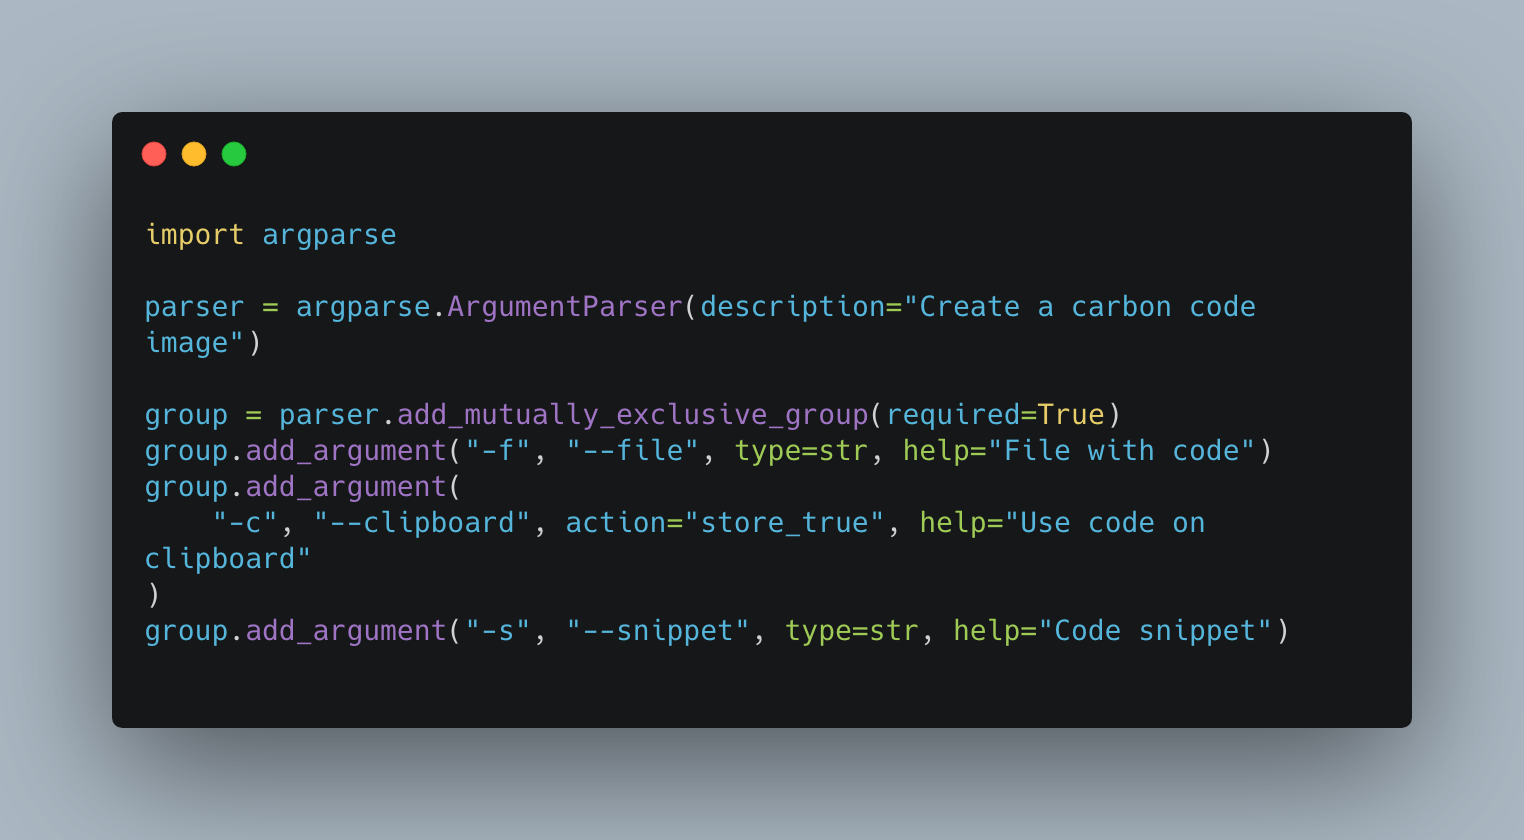 import argparse

parser = argparse.ArgumentParser(description="Create a carbon code
image")

group = parser.add_mutually_exclusive_group(required=True)
group.add_argument("-f", "--file", type=str, help="File with code")
group.add_argument(
    "-c", "--clipboard", action="store_true", help="Use code on
clipboard"
)
group.add_argument("-s", "--snippet", type=str, help="Code snippet")